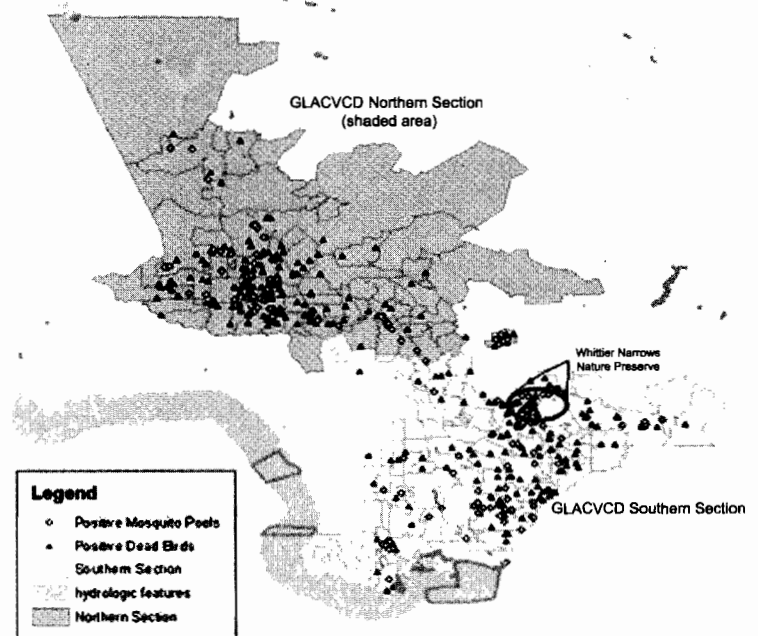 GLACVCD Northern Section
(shaded area)
Whittier Narrows
Nature Preserve
GLACVCD Southern Section
Legend
Positive Mosquito Pools
Positive Dead Birds
Southern Section
hydrologic features
Northern Section